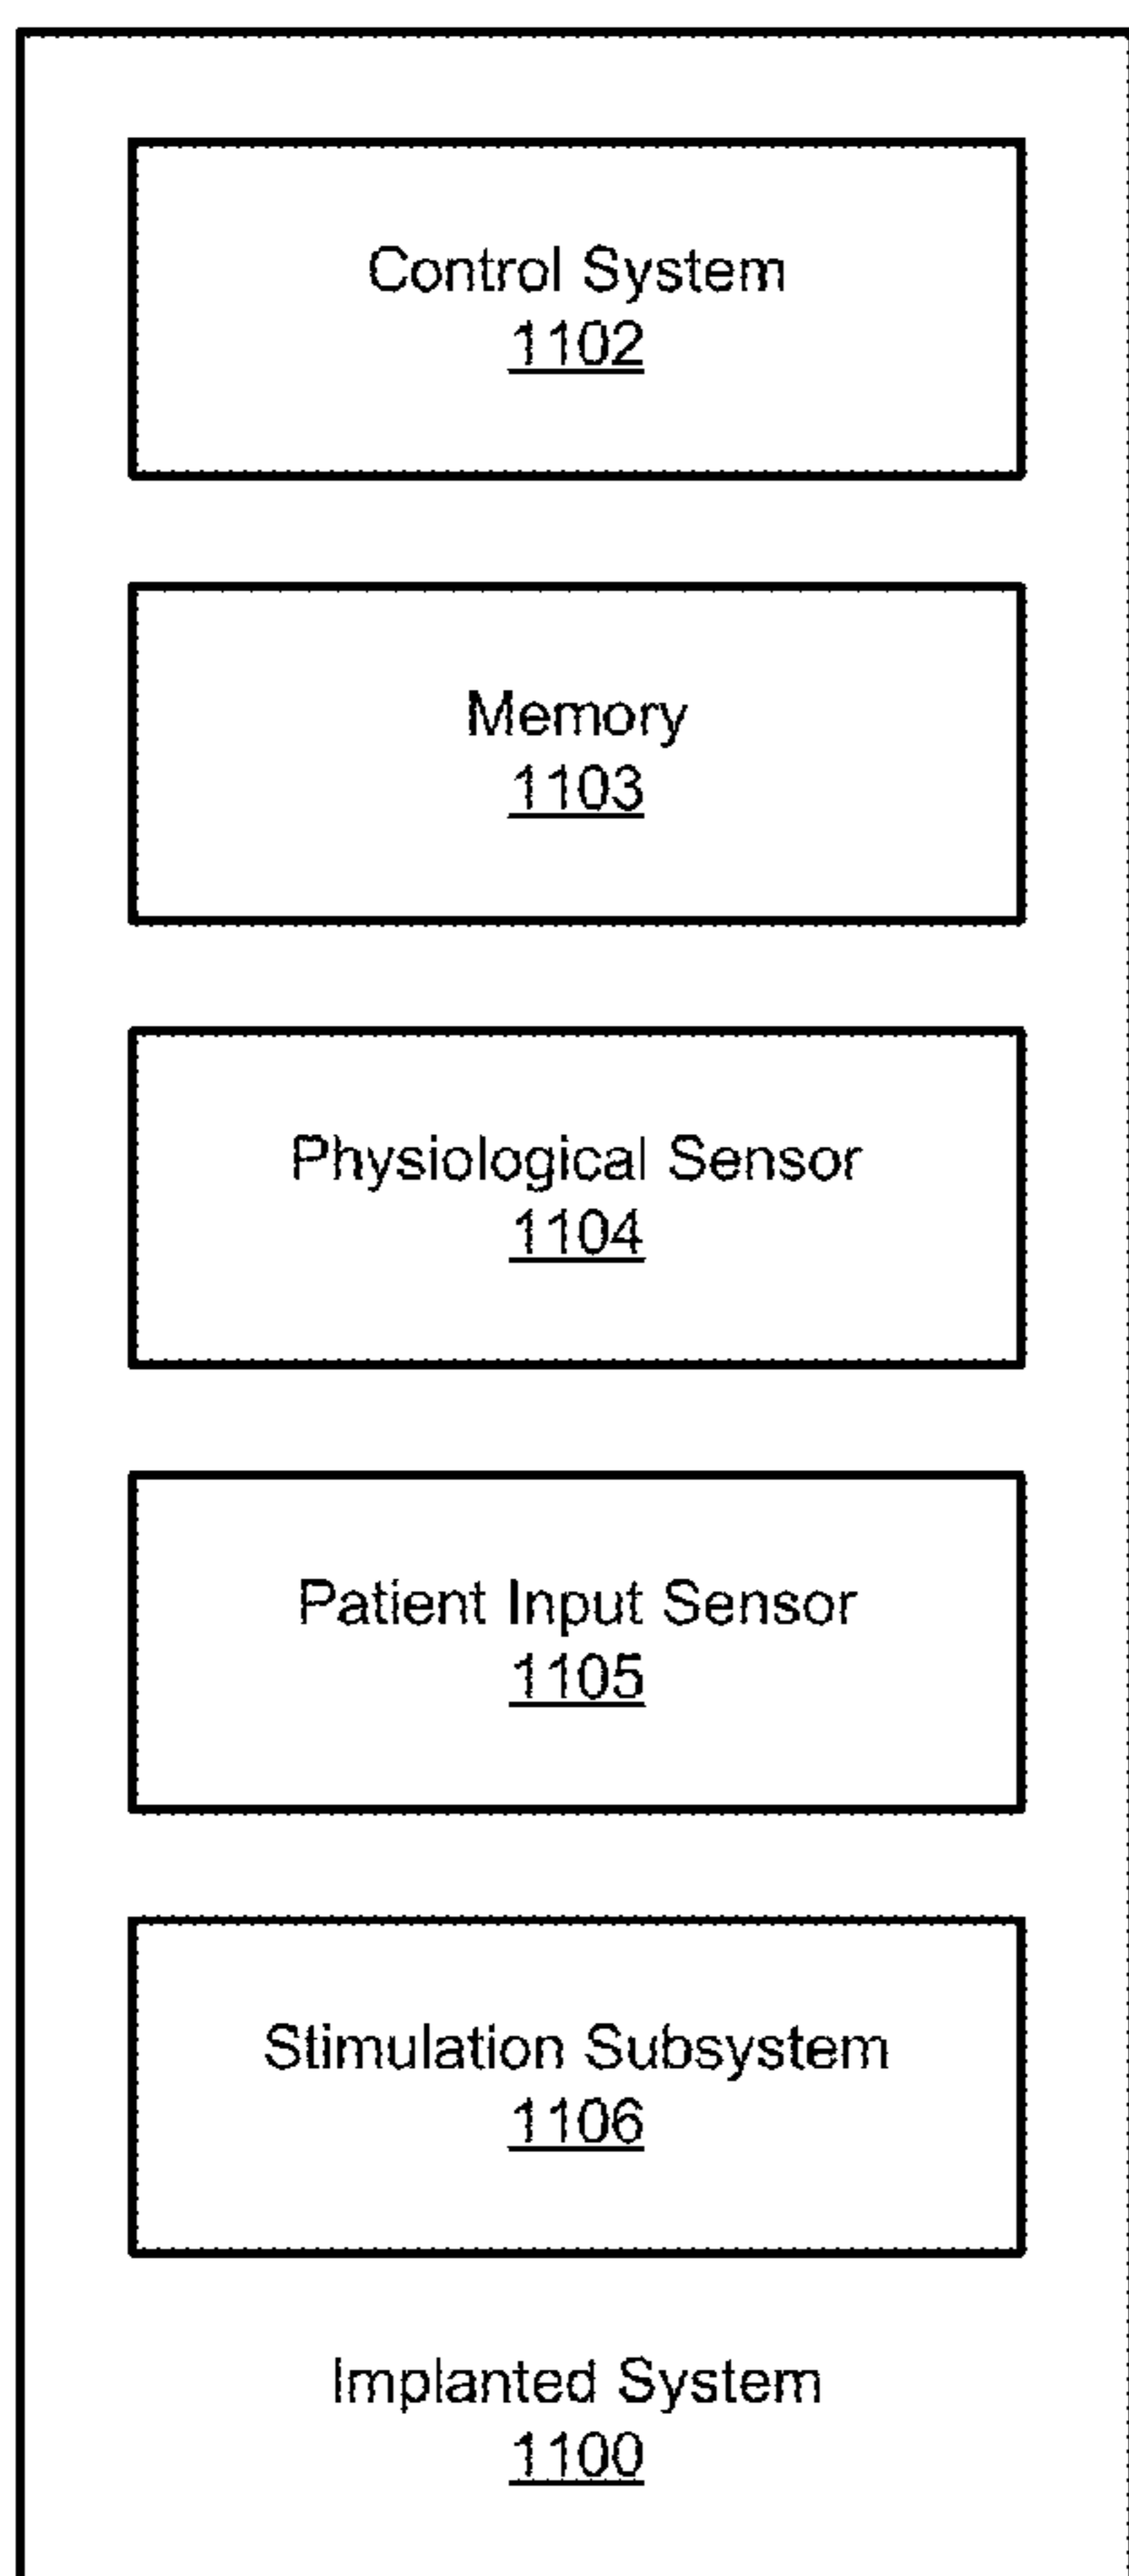 Control System
1102
Memory
1103
Physiological Sensor
1104
Patient Input Sensor
1105
Stimulation Subsystem
1106
Implanted System
1100